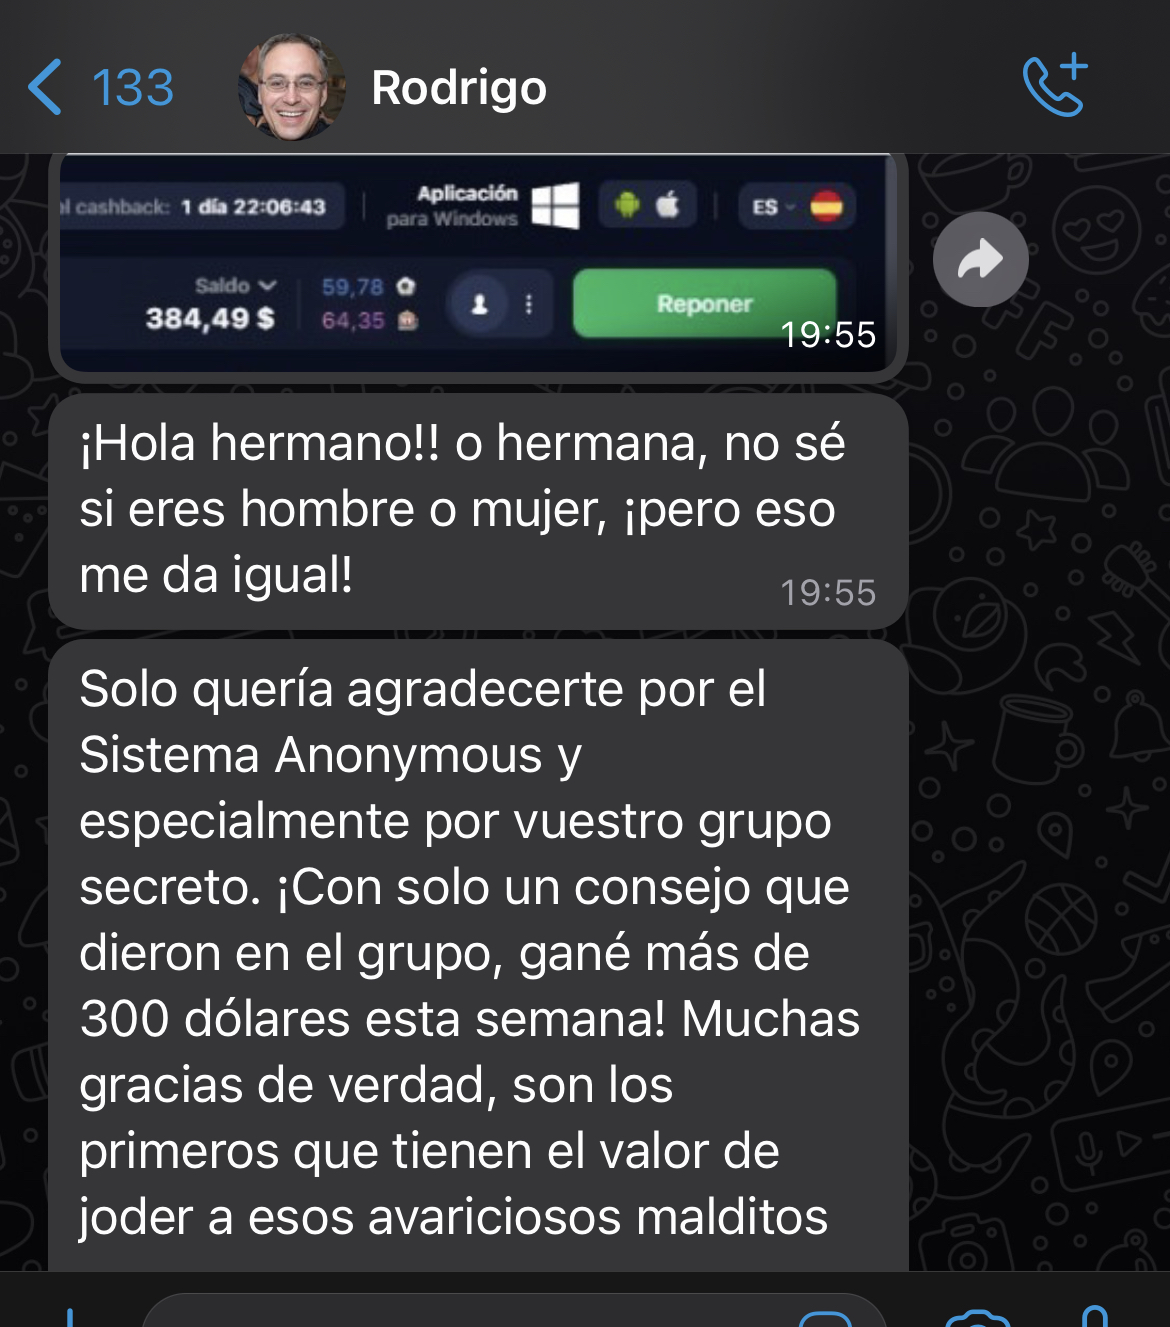 133
Rodrigo
el cashback: 1 día 22:06:43
Aplicación
para Windows
ES
Saldo
384,49 $
59,78
64,35
Reponer
19:55
¡Hola hermano!! o hermana, no sé
si eres hombre o mujer, ¡pero eso
me da igual!
19:55
Solo quería agradecerte por el
Sistema Anonymous y
especialmente por vuestro grupo
secreto. ¡Con solo un consejo que
dieron en el grupo, gané más de
300 dólares esta semana! Muchas
gracias de verdad, son los
primeros que tienen el valor de
joder a esos avariciosos malditos